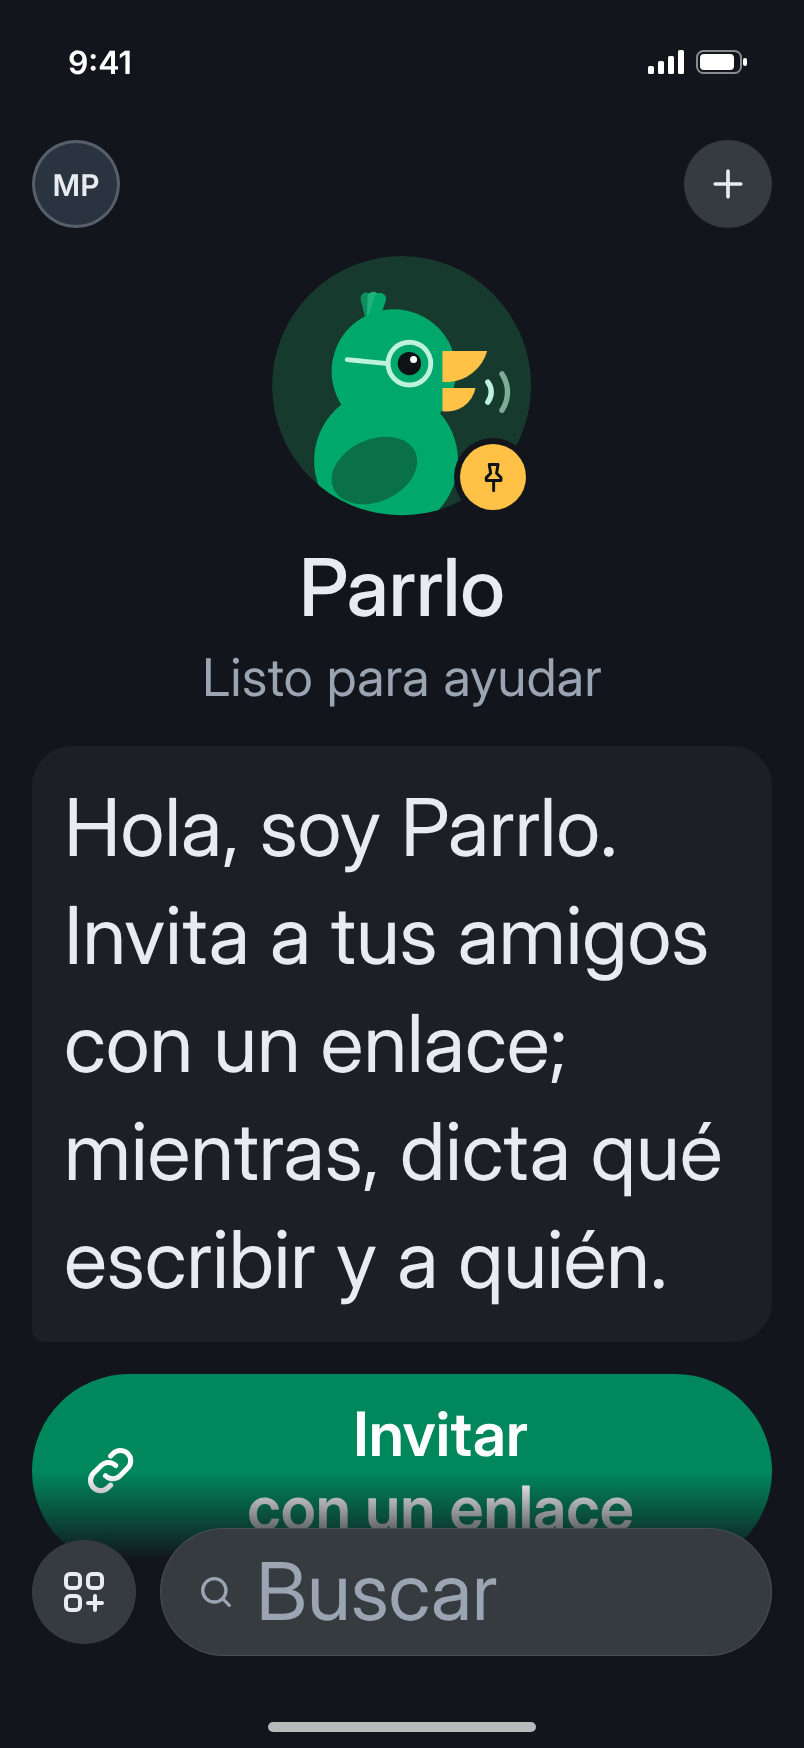 9:41
MP
Parrlo
Listo para ayudar
Hola, soy Parrlo.
Invita a tus amigos
con un enlace;
mientras, dicta qué
escribir y a quién.
Invitar
con un enlace
Buscar